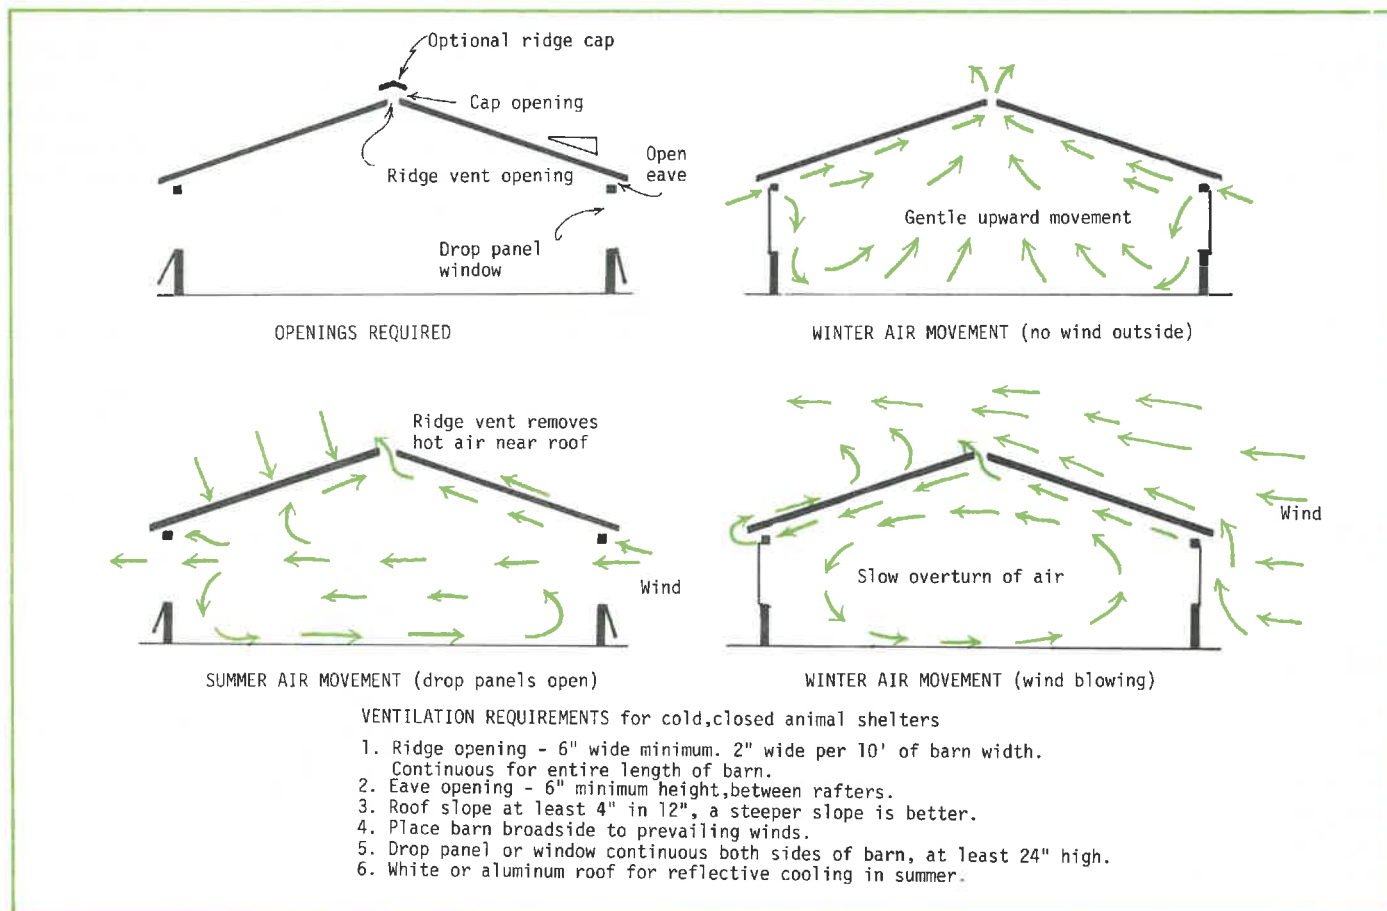 Optional ridge cap
Cap opening
Ridge vent opening
Open
eave
Drop panel
window
OPENINGS REQUIRED
Gentle upward movement
WINTER AIR MOVEMENT (no wind outside)
Ridge vent removes
hot air near roof
Wind
SUMMER AIR MOVEMENT (drop panels open)
Wind
Slow overturn of air
WINTER AIR MOVEMENT (wind blowing)
VENTILATION REQUIREMENTS for cold,closed animal shelters
1. Ridge opening - 6" wide minimum. 2" wide per 10' of barn width.
Continuous for entire length of barn.
2. Eave opening - 6" minimum height,between rafters.
3. Roof slope at least 4" in 12", a steeper slope is better.
4. Place barn broadside to prevailing winds.
5. Drop panel or window continuous both sides of barn, at least 24" high.
6. White or aluminum roof for reflective cooling in summer.